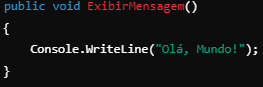 public void ExibirMensagem()
{
    Console.WriteLine("Olá, Mundo!");
}